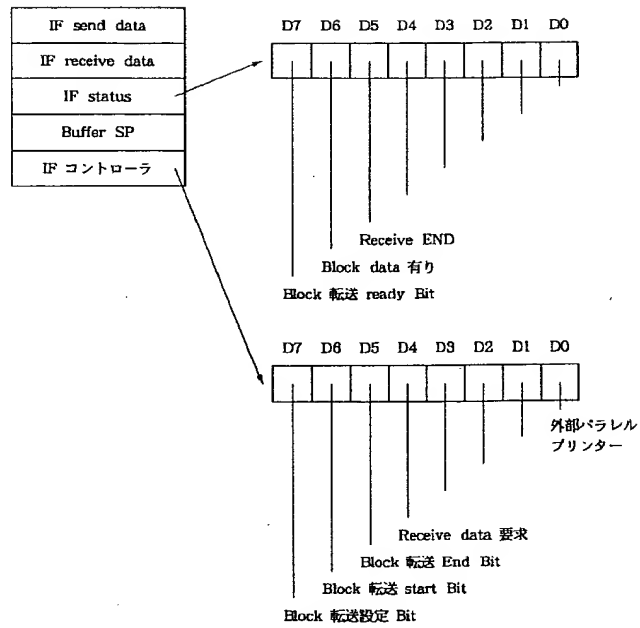 IF send data
IF receive data
IF status
Buffer SP
IF コントローラ
D7 D6 D5 D4 D3 D2 D1 D0
Receive END
Block data 有り
Block 転送 ready Bit
D7 D6 D5 D4 D3 D2 D1 D0
外部パラレル
プリンター
Receive data 要求
Block 転送 End Bit
Block 転送 start Bit
Block 転送設定 Bit